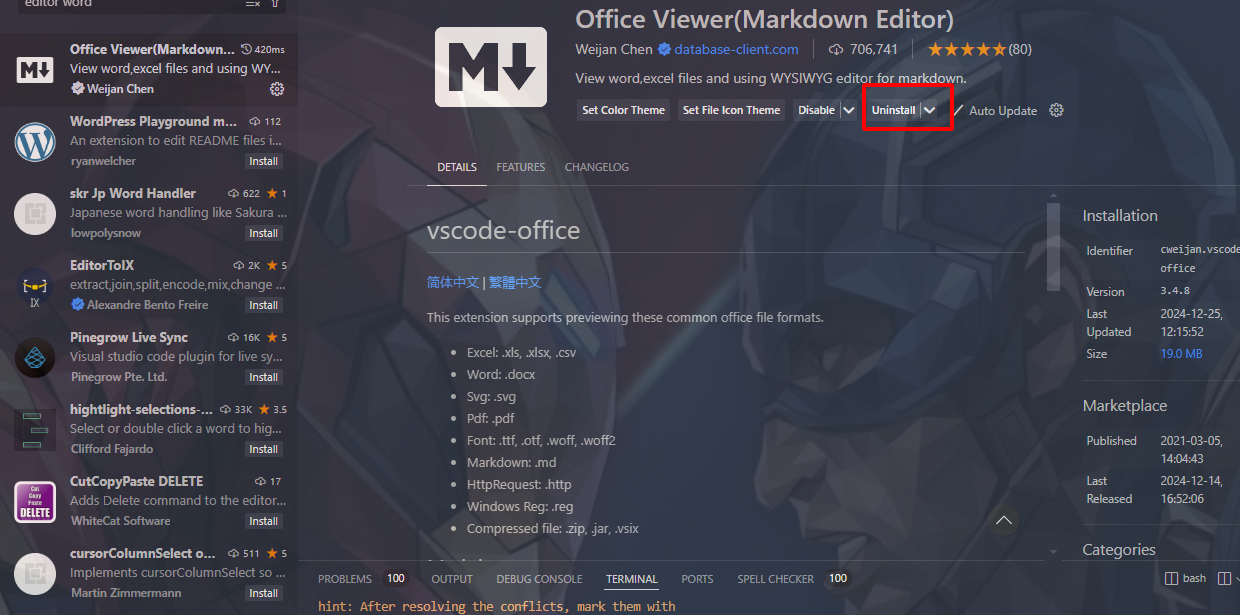 editor word
Office Viewer(Markdown... 420ms
View word,excel files and using WY...
Weijan Chen
WordPress Playground m... 112
An extension to edit README files i...
ryanwelcher Install
skr Jp Word Handler 622 ★ 1
Japanese word handling like Sakura ...
lowpolysnow Install
EditorToIX 2K ★ 5
extract,join,split,encode,mix,change ...
IX
Alexandre Bento Freire Install
Pinegrow Live Sync 16K ★ 5
Visual studio code plugin for live sy...
Pinegrow Pte. Ltd. Install
hightlight-selections-... 33K ★ 3.5
Select or double click a word to hig...
Clifford Fajardo Install
CutCopyPaste DELETE 17
Cut
Copy
Paste
DELETE
Adds Delete command to the editor...
WhiteCat Software Install
cursorColumnSelect o... 511 ★ 5
Implements cursorColumnSelect so ...
Martin Zimmermann Install
M
Office Viewer(Markdown Editor)
Weijan Chen database-client.com 706,741 ★★★★★(80)
View word,excel files and using WYSIWYG editor for markdown.
Set Color Theme Set File Icon Theme Disable Uninstall Auto Update
DETAILS FEATURES CHANGELOG
vscode-office
简体中文 | 繁體中文
This extension supports previewing these common office file formats.
• Excel: .xls, .xlsx, .csv
• Word: .docx
• Svg: .svg
• Pdf: .pdf
• Font: .ttf, .otf, .woff, .woff2
• Markdown: .md
• HttpRequest: .http
• Windows Reg: .reg
• Compressed file: .zip, .jar, .vsix
Installation
Identifier cweijan.vscode
office
Version 3.4.8
Last 2024-12-25,
Updated 12:15:52
Size 19.0 MB
Marketplace
Published 2021-03-05,
14:04:43
Last 2024-12-14,
Released 16:52:06
Categories
PROBLEMS 100 OUTPUT DEBUG CONSOLE TERMINAL PORTS SPELL CHECKER 100
bash
hint: After resolving the conflicts, mark them with